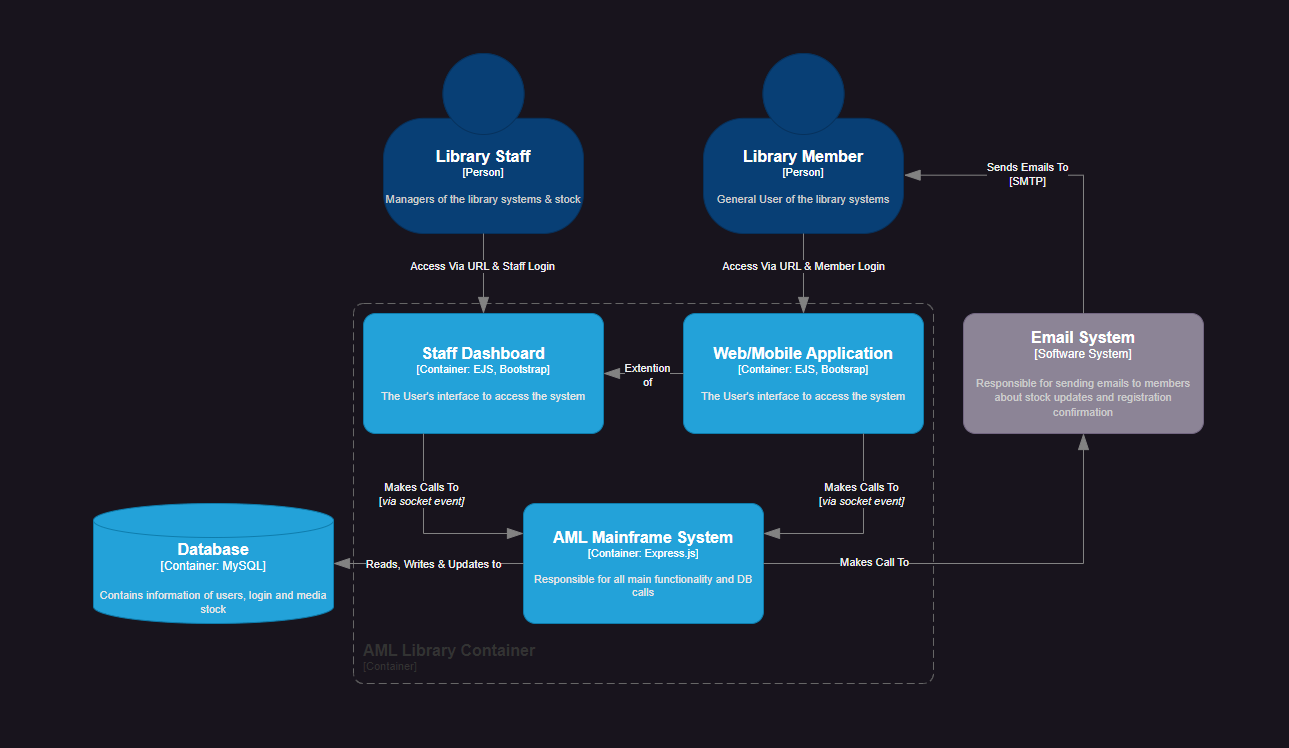 Library Staff
[Person]
Managers of the library systems & stock
Library Member
[Person]
General User of the library systems
Sends Emails To
[SMTP]
Access Via URL & Staff Login
Access Via URL & Member Login
Staff Dashboard
[Container: EJS, Bootstrap]
The User's interface to access the system
Extention
of
Web/Mobile Application
[Container: EJS, Bootsrap]
The User's interface to access the system
Email System
[Software System]
Responsible for sending emails to members
about stock updates and registration
confirmation
Makes Calls To
[via socket event]
Makes Calls To
[via socket event]
Database
[Container: MySQL]
Contains information of users, login and media
stock
Reads, Writes & Updates to
AML Mainframe System
[Container: Express.js]
Responsible for all main functionality and DB
calls
Makes Call To
AML Library Container
[Container]